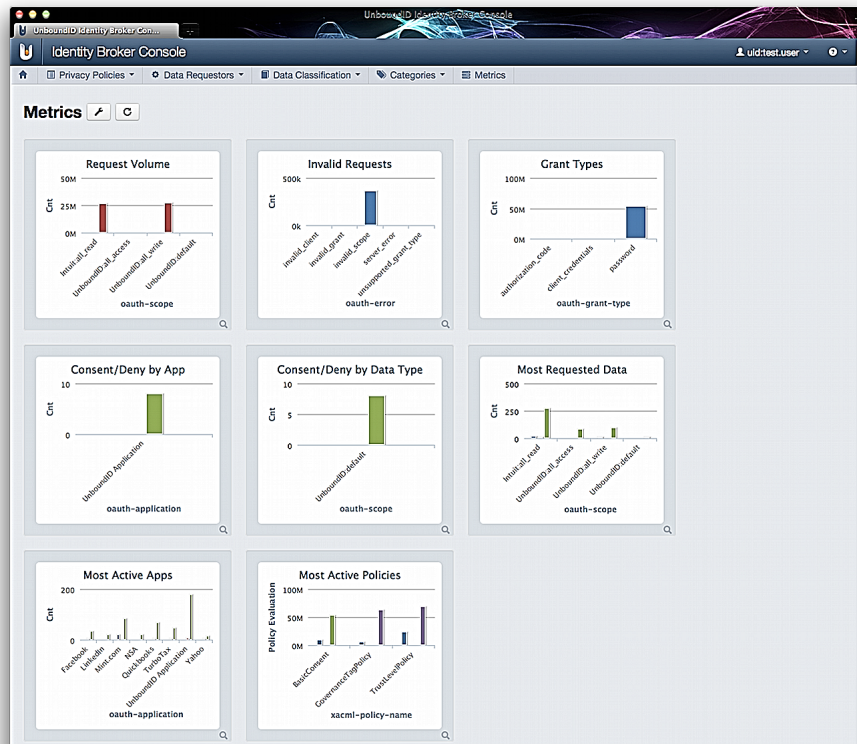 UnboundID Identity Broker Console
UnboundID Identity Broker Con...
Identity Broker Console
uid:test.user
Privacy Policies
Data Requestors
Data Classification
Categories
Metrics
Metrics
Request Volume
50M
25M
0M
Cnt
Intuit:all_read
UnboundID:all_access
UnboundID:all_write
UnboundID:default
oauth-scope
Invalid Requests
500k
0k
Cnt
invalid_client
invalid_grant
invalid_scope
server_error
unsupported_grant_type
oauth-error
Grant Types
100M
50M
0M
Cnt
authorization_code
client_credentials
password
oauth-grant-type
Consent/Deny by App
10
0
Cnt
UnboundID Application
oauth-application
Consent/Deny by Data Type
10
5
0
Cnt
UnboundID:default
oauth-scope
Most Requested Data
500
250
0
Cnt
Intuit:all_read
UnboundID:all_access
UnboundID:all_write
UnboundID:default
oauth-scope
Most Active Apps
200
0
Cnt
Facebook
LinkedIn
Mint.com
NSA
Quickbooks
TurboTax
UnboundID Application
Yahoo
oauth-application
Most Active Policies
100M
50M
0M
Policy Evaluation
BasicConsent
GovernanceTagPolicy
TrustLevelPolicy
xacml-policy-name